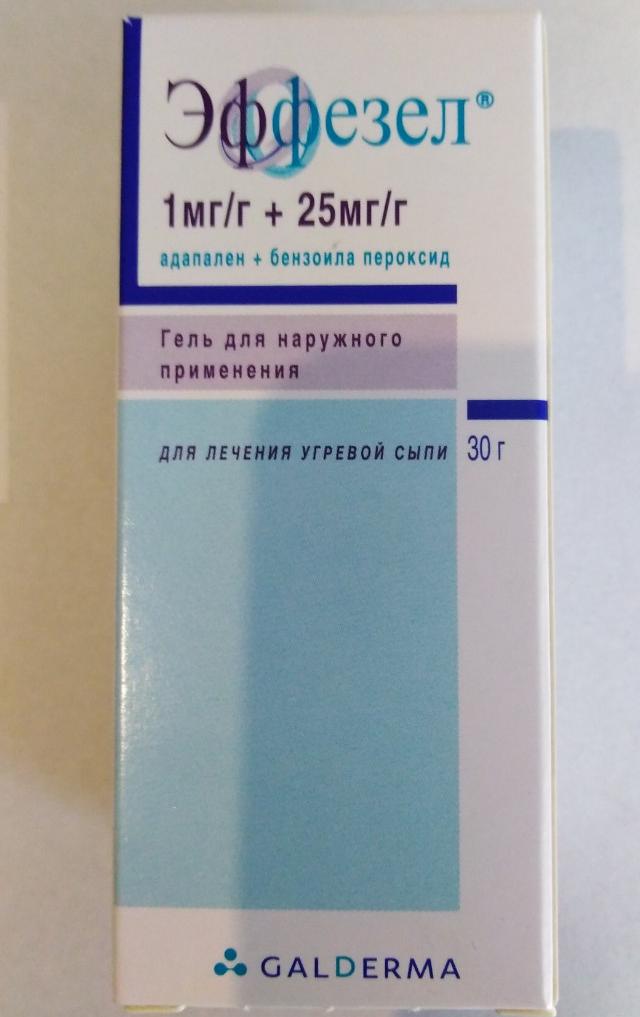 Эффезел®
1мг/г + 25мг/г
адапален + бензоила пероксид
Гель для наружного
применения
ДЛЯ ЛЕЧЕНИЯ УГРЕВОЙ СЫПИ
30 г
GALDERMA